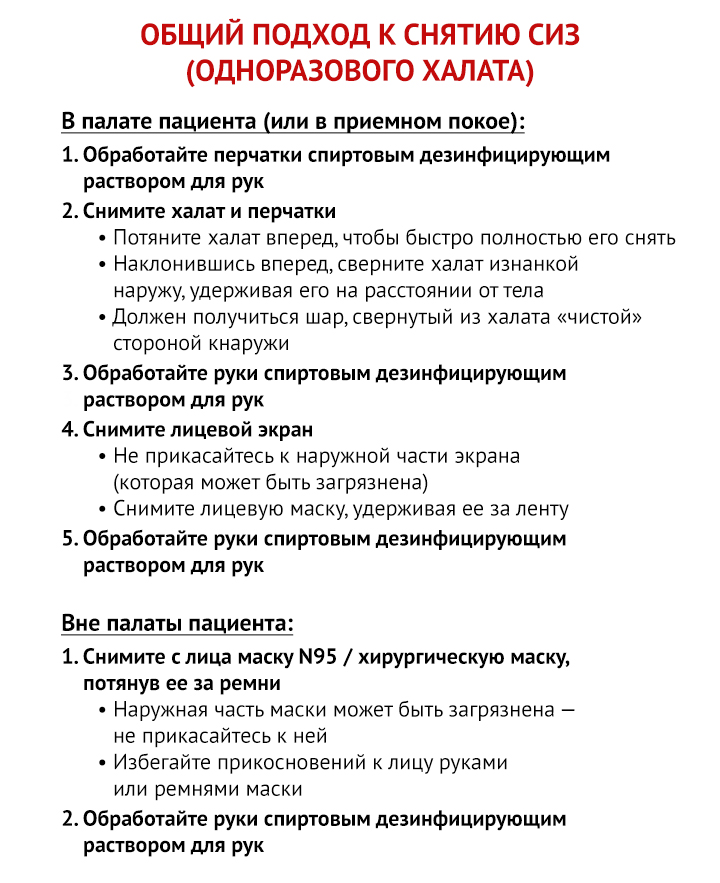 ОБЩИЙ ПОДХОД К СНЯТИЮ СИЗ
(ОДНОРАЗОВОГО ХАЛАТА)
В палате пациента (или в приемном покое):
1. Обработайте перчатки спиртовым дезинфицирующим
раствором для рук
2. Снимите халат и перчатки
• Потяните халат вперед, чтобы быстро полностью его снять
• Наклонившись вперед, сверните халат изнанкой
наружу, удерживая его на расстоянии от тела
• Должен получиться шар, свернутый из халата «чистой»
стороной кнаружи
3. Обработайте руки спиртовым дезинфицирующим
раствором для рук
4. Снимите лицевой экран
• Не прикасайтесь к наружной части экрана
(которая может быть загрязнена)
• Снимите лицевую маску, удерживая ее за ленту
5. Обработайте руки спиртовым дезинфицирующим
раствором для рук
Вне палаты пациента:
1. Снимите с лица маску N95 / хирургическую маску,
потянув ее за ремни
• Наружная часть маски может быть загрязнена —
не прикасайтесь к ней
• Избегайте прикосновений к лицу руками
или ремнями маски
2. Обработайте руки спиртовым дезинфицирующим
раствором для рук